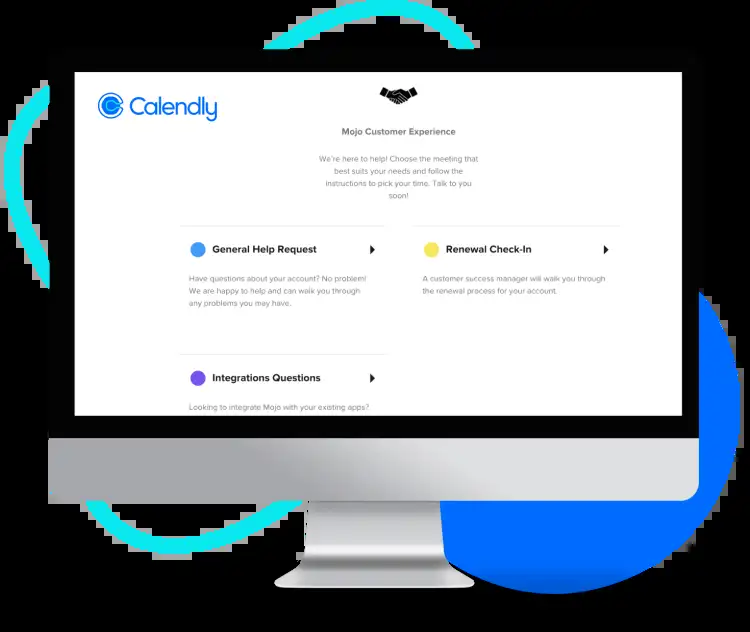 Calendly
Mojo Customer Experience
We're here to help! Choose the meeting that
best suits your needs and follow the
instructions to pick your time. Talk to you
soon!
General Help Request
Have questions about your account? No problem!
We are happy to help and can walk you through
any problems you may have.
Renewal Check-In
A customer success manager will walk you through
the renewal process for your account.
Integrations Questions
Looking to integrate Mojo with your exsting apps?